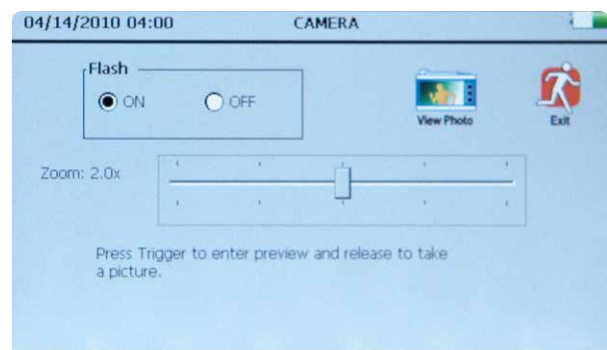 04/14/2010 04:00 CAMERA
Flash
ON OFF
View Photo Exit
Zoom: 2.0x
Press Trigger to enter preview and release to take
a picture.